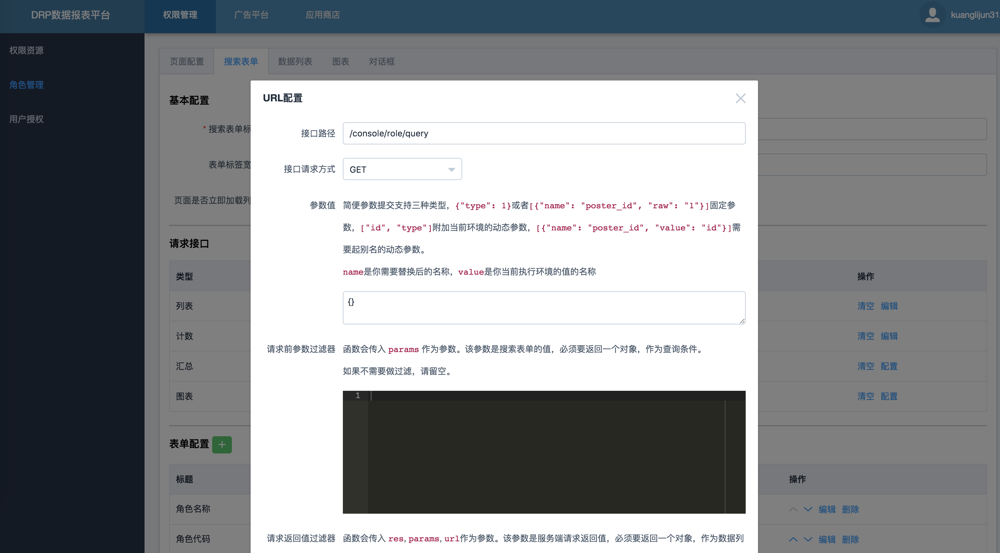 DRP数据报表平台
权限管理
广告平台
应用商店
kuanglijun31
权限资源
角色管理
用户授权
页面配置
搜索表单
数据列表
图表
对话框
基本配置
* 搜索表单标
表单标签宽
页面是否立即加载列
请求接口
类型
操作
列表
清空 编辑
计数
清空 编辑
汇总
清空 配置
图表
清空 配置
表单配置 +
标题
操作
角色名称
编辑 删除
角色代码
编辑 删除
URL配置
接口路径
/console/role/query
接口请求方式
GET
参数值
简便参数提交支持三种类型，{"type": 1}或者[{"name": "poster_id", "raw": "1"}]固定参
数，["id", "type"]附加当前环境的动态参数，[{"name": "poster_id", "value": "id"}]需
要起别名的动态参数。
name是你需要替换后的名称，value是你当前执行环境的值的名称
{}
请求前参数过滤器
函数会传入 params 作为参数。该参数是搜索表单的值，必须要返回一个对象，作为查询条件。
如果不需要做过滤，请留空。
1
请求返回值过滤器
函数会传入 res, params, url作为参数。该参数是服务端请求返回值，必须要返回一个对象，作为数据列